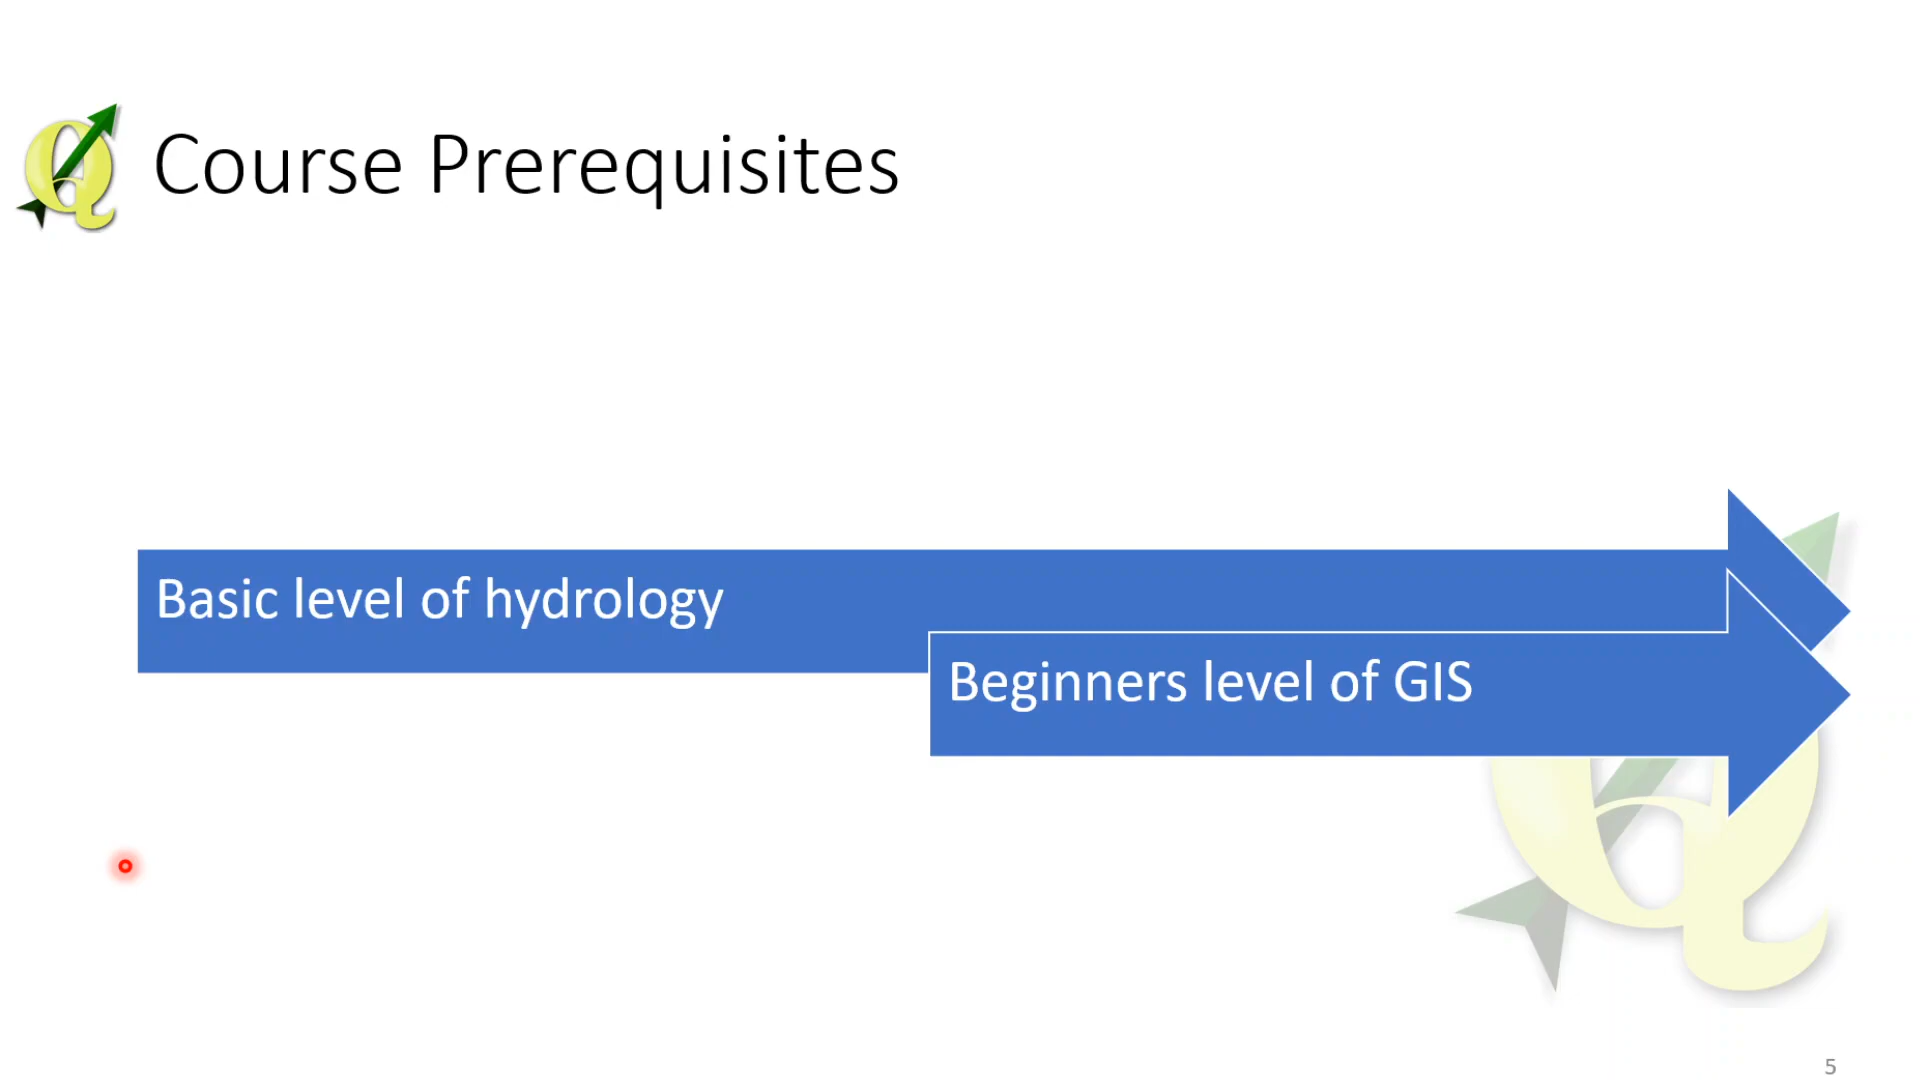 Course Prerequisites
Basic level of hydrology
Beginners level of GIS
5